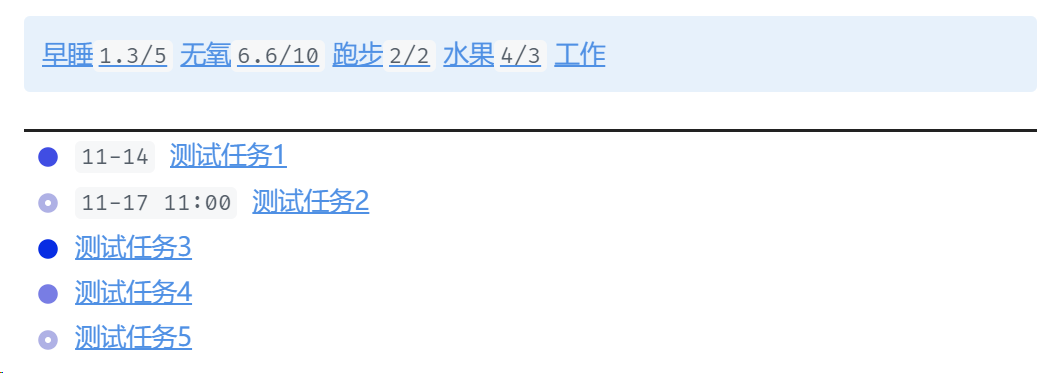 早睡 1.3/5 无氧 6.6/10 跑步 2/2 水果 4/3 工作
11-14 测试任务1
11-17 11:00 测试任务2
测试任务3
测试任务4
测试任务5